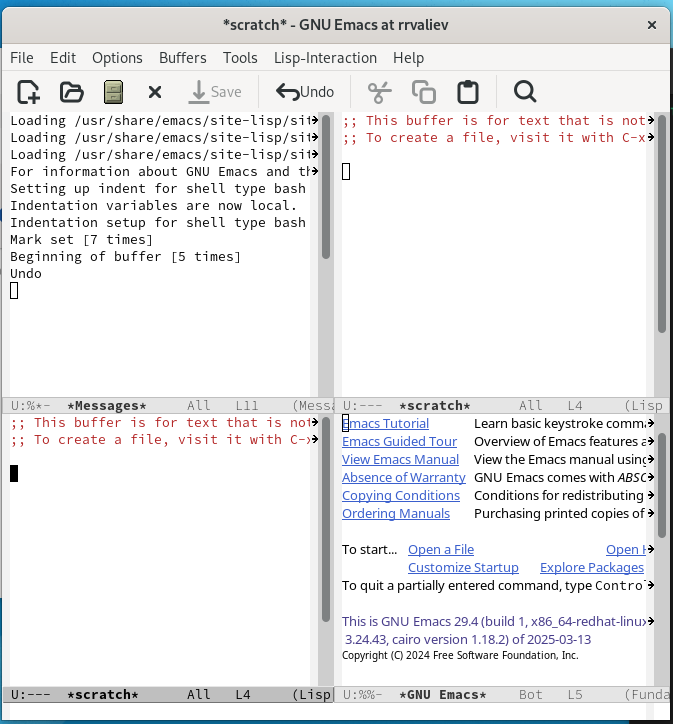 *scratch* - GNU Emacs at rrvaliev
File Edit Options Buffers Tools Lisp-Interaction Help
Save Undo
Loading /usr/share/emacs/site-lisp/sit
Loading /usr/share/emacs/site-lisp/sit
Loading /usr/share/emacs/site-lisp/sit
For information about GNU Emacs and th
Setting up indent for shell type bash
Indentation variables are now local.
Indentation setup for shell type bash
Mark set [7 times]
Beginning of buffer [5 times]
Undo
U:%*- *Messages* All L11 (Messa
;; This buffer is for text that is not
;; To create a file, visit it with C-x
U:--- *scratch* All L4 (Lisp
;; This buffer is for text that is not
;; To create a file, visit it with C-x
U:--- *scratch* All L4 (Lisp
Emacs Tutorial Learn basic keystroke comma
Emacs Guided Tour Overview of Emacs features a
View Emacs Manual View the Emacs manual using
Absence of Warranty GNU Emacs comes with ABSO
Copying Conditions Conditions for redistributing
Ordering Manuals Purchasing printed copies of
To start... Open a File Open H
Customize Startup Explore Packages
To quit a partially entered command, type Contro
This is GNU Emacs 29.4 (build 1, x86_64-redhat-linux
3.24.43, cairo version 1.18.2) of 2025-03-13
Copyright (C) 2024 Free Software Foundation, Inc.
U:%%- *GNU Emacs* Bot L5 (Funda